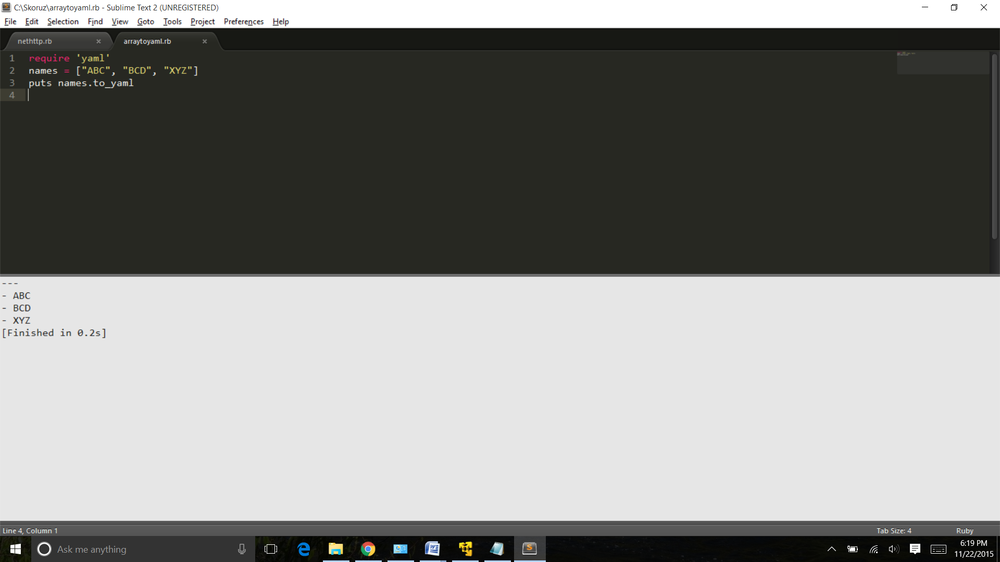 C:\Skoruz\arraytoyaml.rb - Sublime Text 2 (UNREGISTERED)
File Edit Selection Find View Goto Tools Project Preferences Help
nethttp.rb × arraytoyaml.rb ×
1 require 'yaml'
2 names = ["ABC", "BCD", "XYZ"]
3 puts names.to_yaml
4
---
- ABC
- BCD
- XYZ
[Finished in 0.2s]
Line 4, Column 1 Tab Size: 4 Ruby
Ask me anything
6:19 PM
11/22/2015